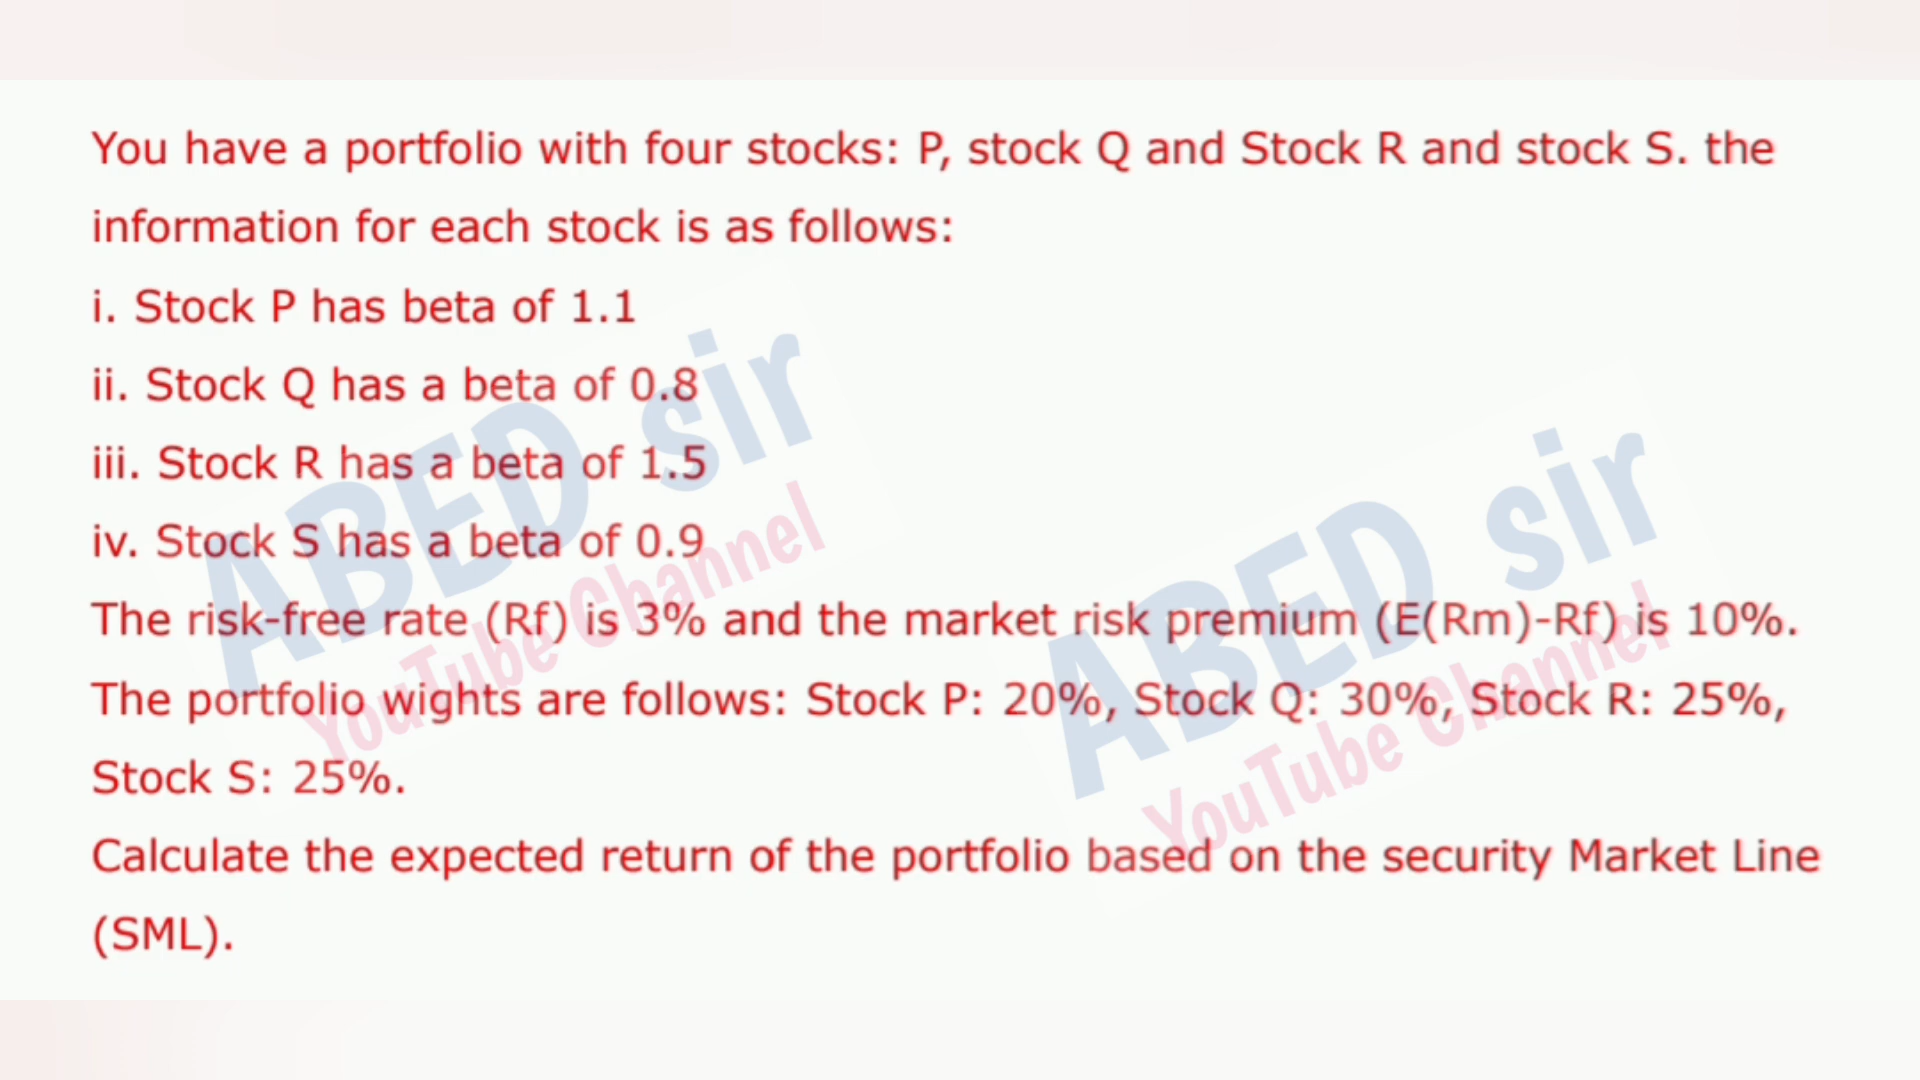 You have a portfolio with four stocks: P, stock Q and Stock R and stock S. the
information for each stock is as follows:
i. Stock P has beta of 1.1
ii. Stock Q has a beta of 0.8
iii. Stock R has a beta of 1.5
iv. Stock S has a beta of 0.9
The risk-free rate (Rf) is 3% and the market risk premium (E(Rm)-Rf) is 10%.
The portfolio wights are follows: Stock P: 20%, Stock Q: 30%, Stock R: 25%,
Stock S: 25%.
Calculate the expected return of the portfolio based on the security Market Line
(SML).
ABED sir
YouTube Channel
ABED sir
YouTube Channel